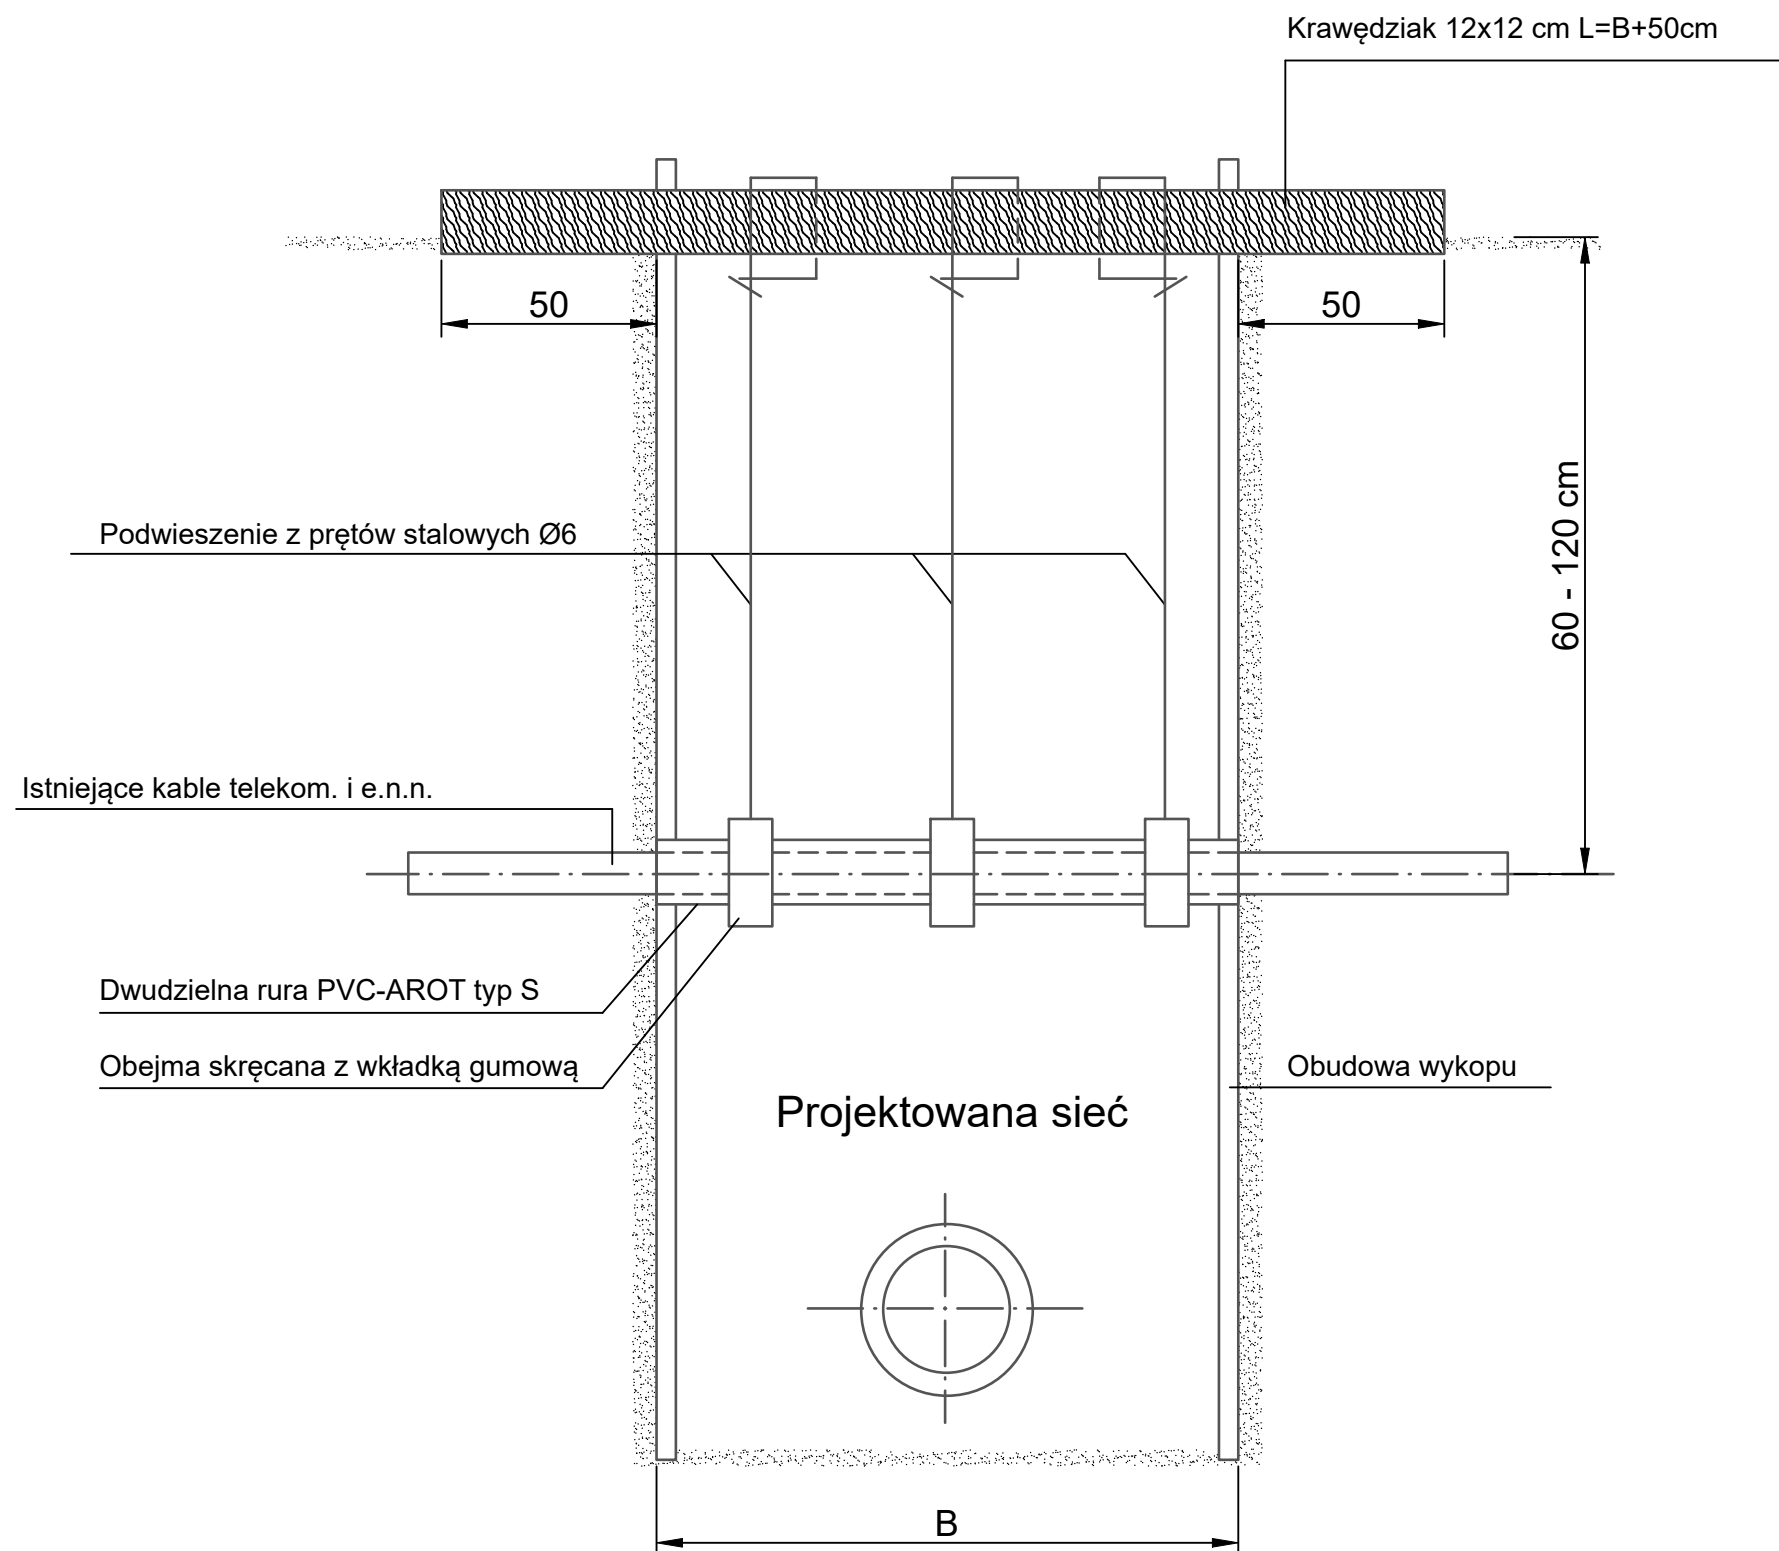 Krawędziak 12x12 cm L=B+50cm
50
50
60 - 120 cm
Podwieszenie z prętów stalowych Ø6
Istniejące kable telekom. i e.n.n.
Dwudzielna rura PVC-AROT typ S
Obejma skręcana z wkładką gumową
Obudowa wykopu
Projektowana sieć
B